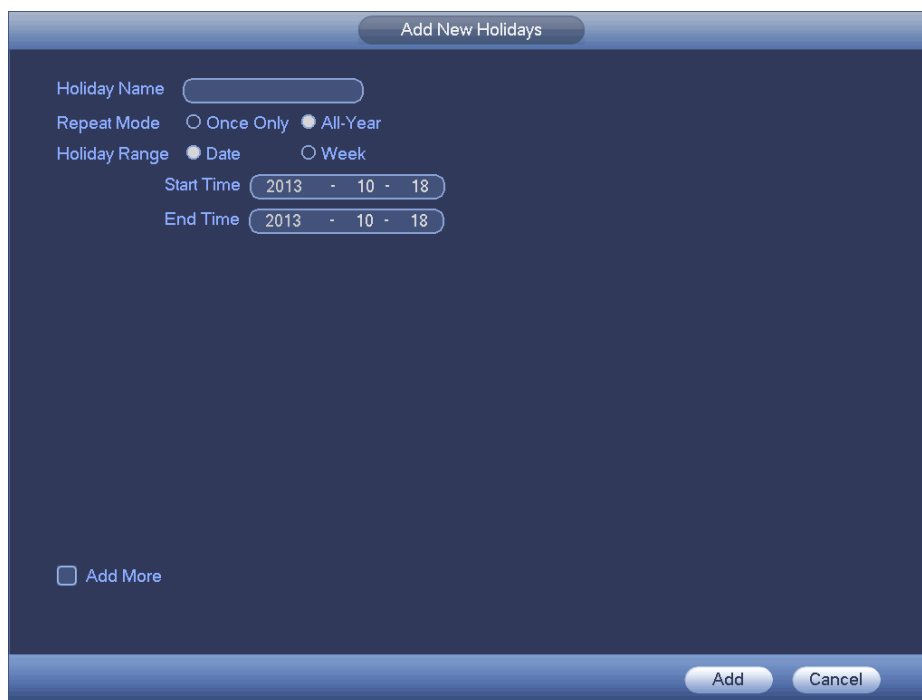 Add New Holidays
Holiday Name
Repeat Mode Once Only All-Year
Holiday Range Date Week
Start Time 2013 - 10 - 18
End Time 2013 - 10 - 18
Add More
Add Cancel